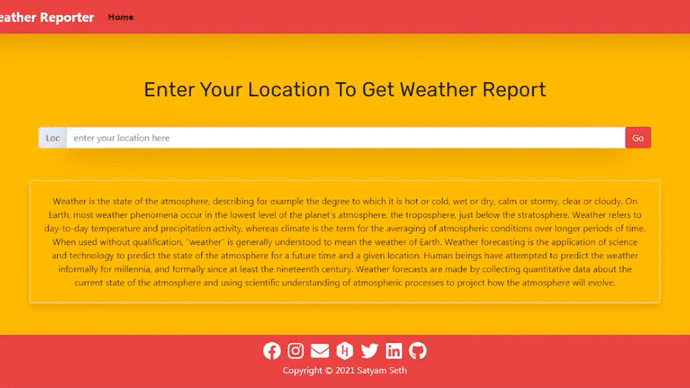 eather Reporter Home
Enter Your Location To Get Weather Report
Loc enter your location here Go
Weather is the state of the atmosphere, describing for example the degree to which it is hot or cold, wet or dry, calm or stormy, clear or cloudy. On
Earth, most weather phenomena occur in the lowest level of the planet's atmosphere, the troposphere, just below the stratosphere. Weather refers to
day-to-day temperature and precipitation activity, whereas climate is the term for the averaging of atmospheric conditions over longer periods of time.
When used without qualification, "weather" is generally understood to mean the weather of Earth. Weather forecasting is the application of science
and technology to predict the state of the atmosphere for a future time and a given location. Human beings have attempted to predict the weather
informally for millennia, and formally since at least the nineteenth century. Weather forecasts are made by collecting quantitative data about the
current state of the atmosphere and using scientific understanding of atmospheric processes to project how the atmosphere will evolve.
Copyright © 2021 Satyam Seth